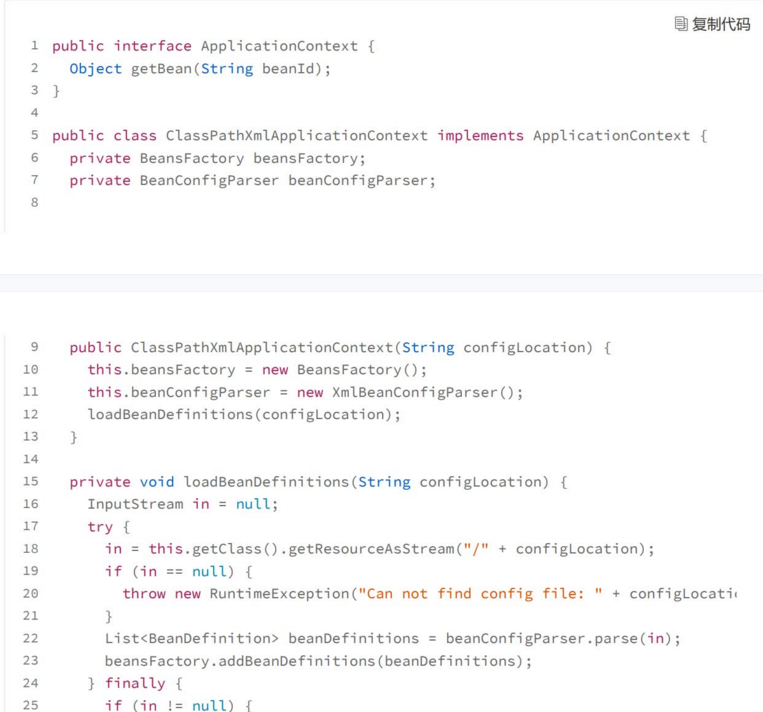 复制代码
1 public interface ApplicationContext {
2   Object getBean(String beanId);
3 }
4
5 public class ClassPathXmlApplicationContext implements ApplicationContext {
6   private BeansFactory beansFactory;
7   private BeanConfigParser beanConfigParser;
8
9   public ClassPathXmlApplicationContext(String configLocation) {
10     this.beansFactory = new BeansFactory();
11     this.beanConfigParser = new XmlBeanConfigParser();
12     loadBeanDefinitions(configLocation);
13   }
14
15   private void loadBeanDefinitions(String configLocation) {
16     InputStream in = null;
17     try {
18       in = this.getClass().getResourceAsStream("/" + configLocation);
19       if (in == null) {
20         throw new RuntimeException("Can not find config file: " + configLocati
21       }
22       List<BeanDefinition> beanDefinitions = beanConfigParser.parse(in);
23       beansFactory.addBeanDefinitions(beanDefinitions);
24     } finally {
25       if (in != null) {